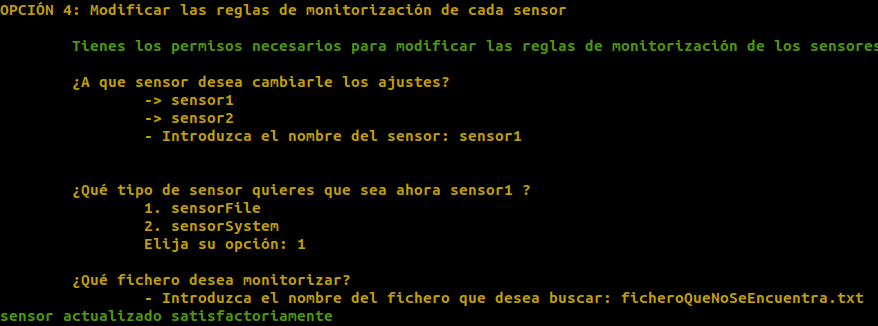 OPCIÓN 4: Modificar las reglas de monitorización de cada sensor
Tienes los permisos necesarios para modificar las reglas de monitorización de los sensores
¿A que sensor desea cambiarle los ajustes?
-> sensor1
-> sensor2
- Introduzca el nombre del sensor: sensor1
¿Qué tipo de sensor quieres que sea ahora sensor1 ?
1. sensorFile
2. sensorSystem
Elija su opción: 1
¿Qué fichero desea monitorizar?
- Introduzca el nombre del fichero que desea buscar: ficheroQueNoSeEncuentra.txt
sensor actualizado satisfactoriamente